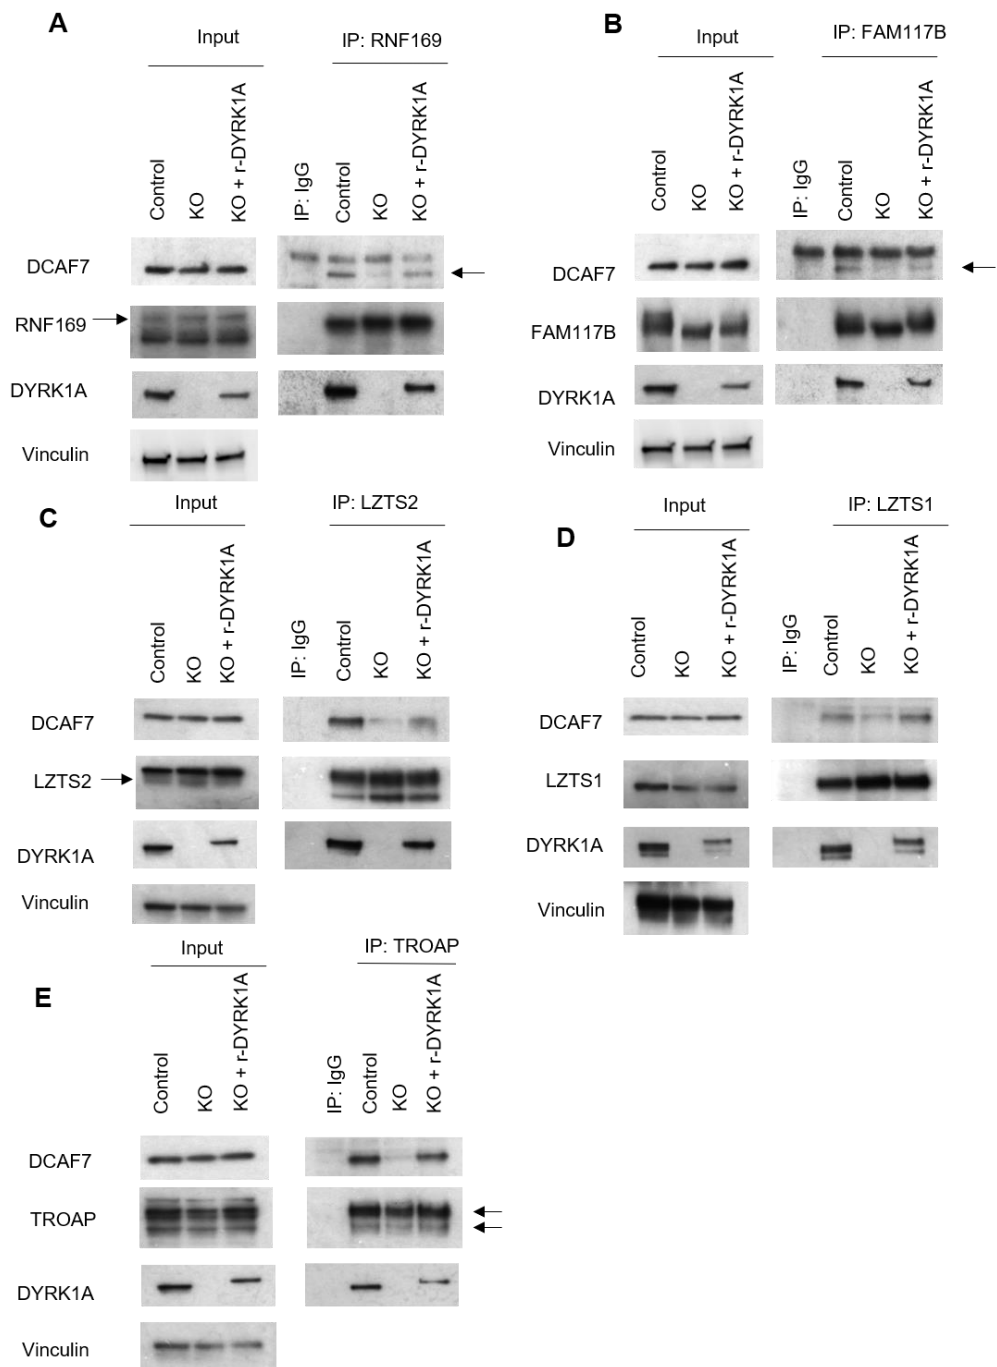 A
Input
IP: RNF169
Control
KO
KO + r-DYRK1A
IP: IgG
Control
KO
KO + r-DYRK1A
DCAF7
RNF169
DYRK1A
Vinculin
B
Input
IP: FAM117B
Control
KO
KO + r-DYRK1A
IP: IgG
Control
KO
KO + r-DYRK1A
DCAF7
FAM117B
DYRK1A
Vinculin
C
Input
IP: LZTS2
Control
KO
KO + r-DYRK1A
IP: IgG
Control
KO
KO + r-DYRK1A
DCAF7
LZTS2
DYRK1A
Vinculin
D
Input
IP: LZTS1
Control
KO
KO + r-DYRK1A
IP: IgG
Control
KO
KO + r-DYRK1A
DCAF7
LZTS1
DYRK1A
Vinculin
E
Input
IP: TROAP
Control
KO
KO + r-DYRK1A
IP: IgG
Control
KO
KO + r-DYRK1A
DCAF7
TROAP
DYRK1A
Vinculin